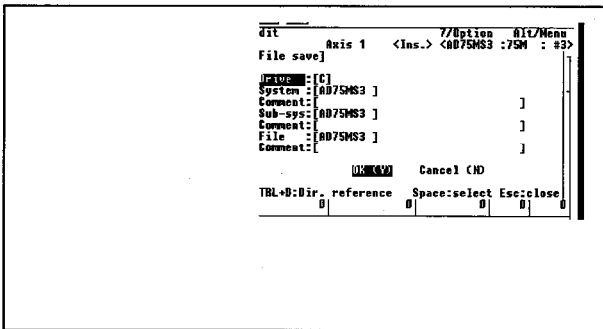 dit 7/Option Alt/Menu
Axis 1 <Ins.> <AD75MS3 :75M : #3>
File save]
Drive :[C]
System :[AD75MS3 ]
Comment:[ ]
Sub-sys:[AD75MS3 ]
Comment:[ ]
File :[AD75MS3 ]
Comment:[ ]
OK (Y) Cancel (N)
TRL+D:Dir. reference Space:select Esc:close
0 0 0 0 0